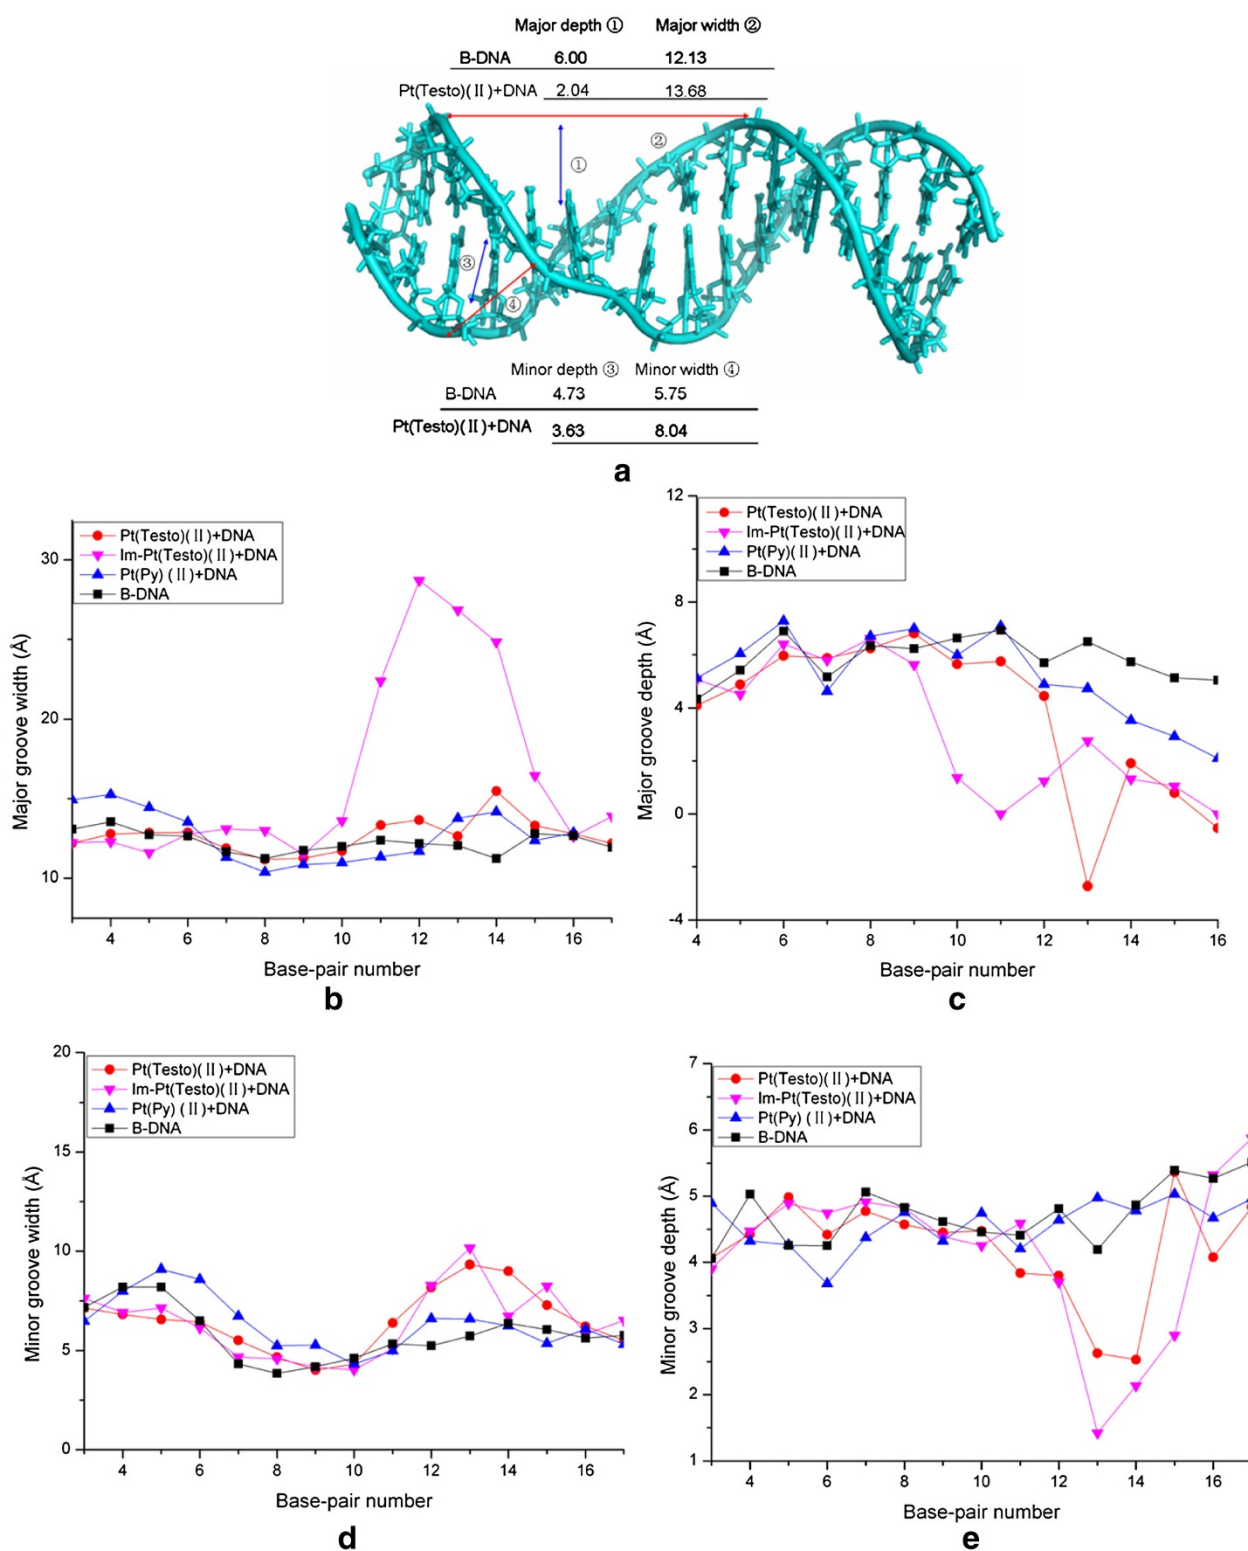 Major depth ① Major width ②
B-DNA 6.00 12.13
Pt(Testo)(Ⅱ)+DNA 2.04 13.68
②
①
③
④
Minor depth ③ Minor width ④
B-DNA 4.73 5.75
Pt(Testo)(Ⅱ)+DNA 3.63 8.04
a
Pt(Testo)(Ⅱ)+DNA
Im-Pt(Testo)(Ⅱ)+DNA
Pt(Py) (Ⅱ)+DNA
B-DNA
30
20
10
Major groove width (Å)
4 6 8 10 12 14 16
Base-pair number
b
Pt(Testo)(Ⅱ)+DNA
Im-Pt(Testo)(Ⅱ)+DNA
Pt(Py)(Ⅱ)+DNA
B-DNA
12
8
4
0
-4
Major groove depth (Å)
4 6 8 10 12 14 16
Base-pair number
c
Pt(Testo)(Ⅱ)+DNA
Im-Pt(Testo)(Ⅱ)+DNA
Pt(Py) (Ⅱ)+DNA
B-DNA
20
15
10
5
0
Minor groove width (Å)
4 6 8 10 12 14 16
Base-pair number
d
Pt(Testo)(Ⅱ)+DNA
Im-Pt(Testo)(Ⅱ)+DNA
Pt(Py) (Ⅱ)+DNA
B-DNA
7
6
5
4
3
2
1
Minor groove depth (Å)
4 6 8 10 12 14 16
Base-pair number
e